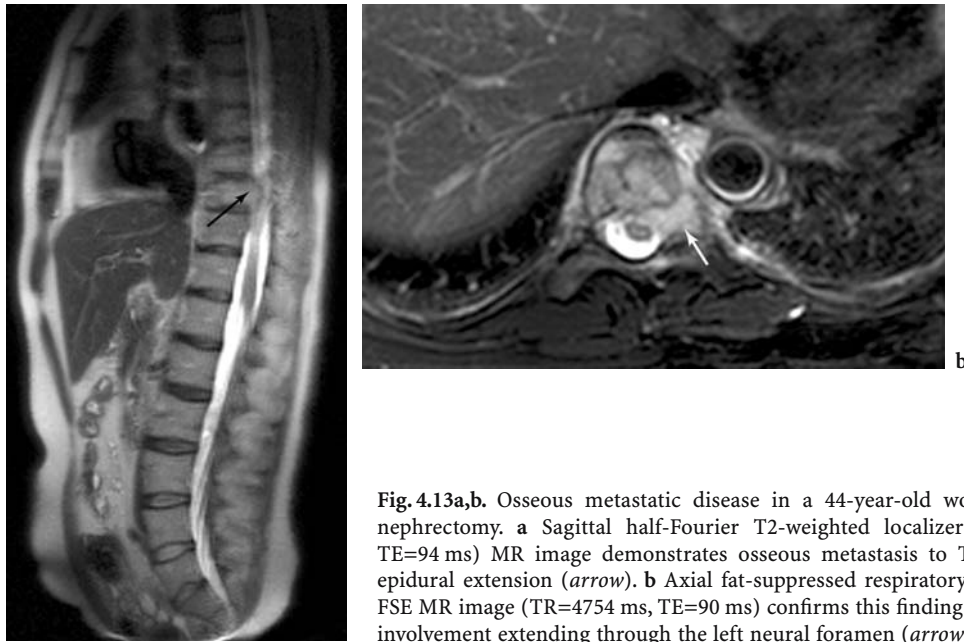 b
Fig. 4.13a,b. Osseous metastatic disease in a 44-year-old
nephrectomy. a Sagittal half-Fourier T2-weighted localizer
TE=94 ms) MR image demonstrates osseous metastasis to
epidural extension (arrow). b Axial fat-suppressed respiratory
FSE MR image (TR=4754 ms, TE=90 ms) confirms this finding
involvement extending through the left neural foramen (arrow